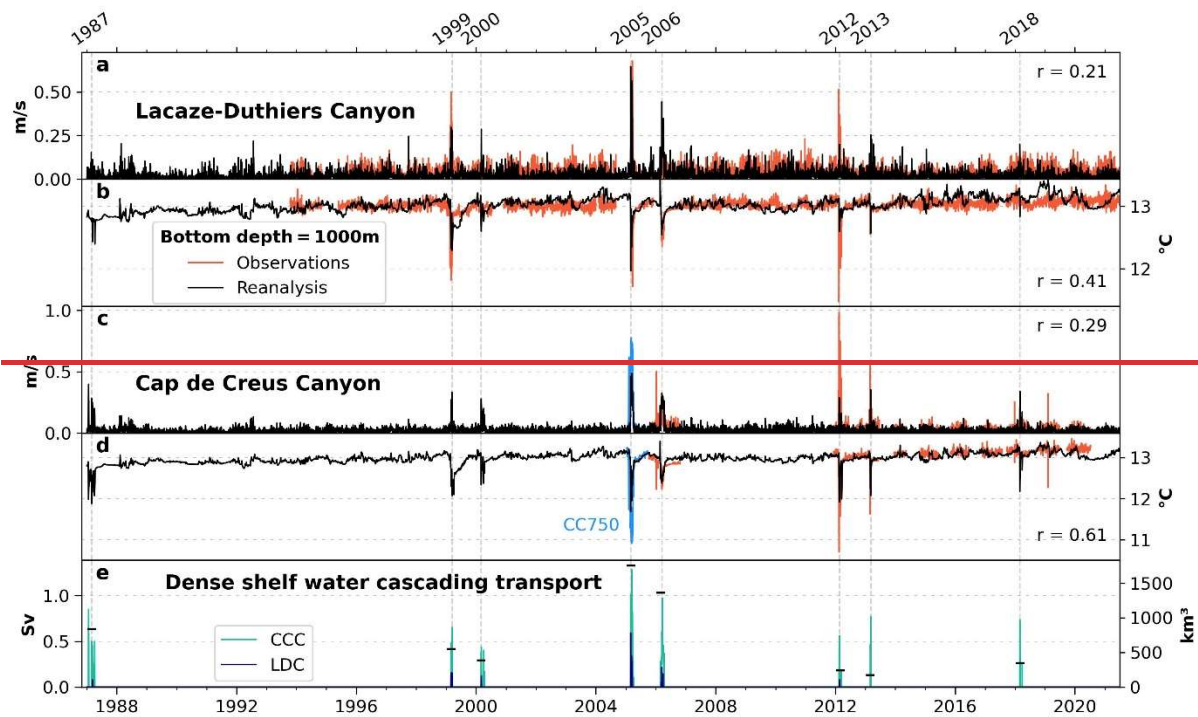 1987 1999 2000 2005 2006 2012 2013 2018
a
r = 0.21
0.50
m/s
Lacaze-Duthiers Canyon
0.25
0.00
b
13
°C
Bottom depth = 1000m
Observations
12
Reanalysis
r = 0.41
1.0
c
r = 0.29
m/s
0.5
Cap de Creus Canyon
0.0
d
13
12
°C
CC750
r = 0.61
11
e
Dense shelf water cascading transport
1500
1.0
Sv
1000
km³
CCC
0.5
500
LDC
0.0
0
1988 1992 1996 2000 2004 2008 2012 2016 2020